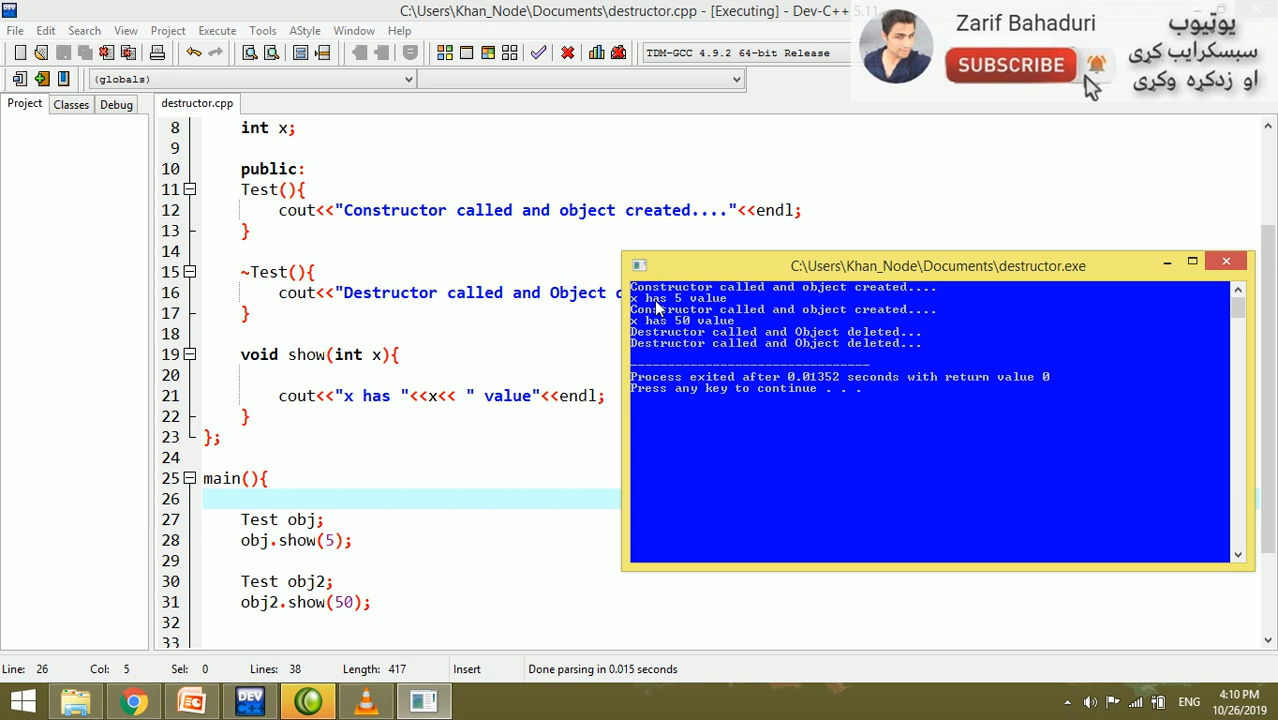 C:\Users\Khan_Node\Documents\destructor.cpp - [Executing] - Dev-C++ 5.11
File Edit Search View Project Execute Tools AStyle Window Help
TDM-GCC 4.9.2 64-bit Release
(globals)
Zarif Bahaduri
SUBSCRIBE
یوټیوب
سبسکرایب کړی
او زدکړه وکړی
Project Classes Debug
destructor.cpp
8 int x;
9
10 public:
11 Test(){
12 cout<<"Constructor called and object created...."<<endl;
13 }
14
15 ~Test(){
16 cout<<"Destructor called and Object d
17 }
18
19 void show(int x){
20
21 cout<<"x has "<<x<< " value"<<endl;
22 }
23 };
24
25 main(){
26
27 Test obj;
28 obj.show(5);
29
30 Test obj2;
31 obj2.show(50);
32
33
C:\Users\Khan_Node\Documents\destructor.exe
Constructor called and object created....
x has 5 value
Constructor called and object created....
x has 50 value
Destructor called and Object deleted...
Destructor called and Object deleted...
--------------------------------
Process exited after 0.01352 seconds with return value 0
Press any key to continue . . .
Line: 26 Col: 5 Sel: 0 Lines: 38 Length: 417 Insert Done parsing in 0.015 seconds
DEV C++
ENG
4:10 PM
10/26/2019